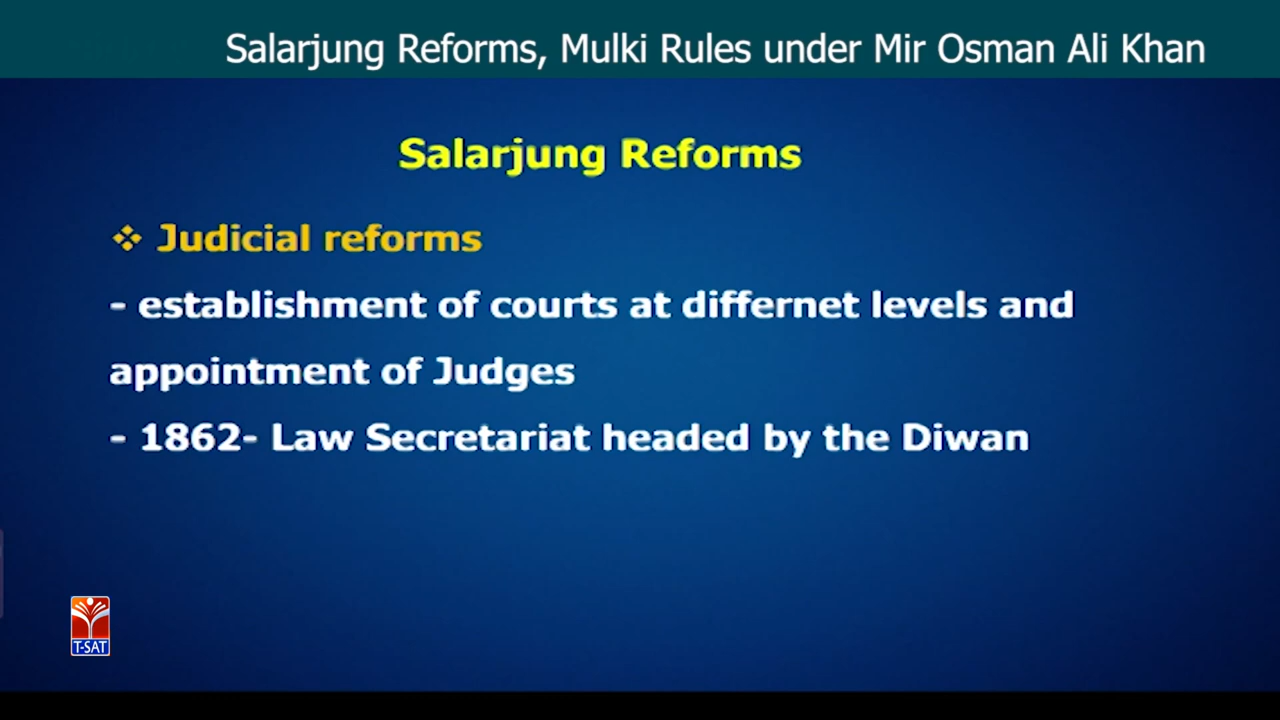 Salarjung Reforms, Mulki Rules under Mir Osman Ali Khan
Salarjung Reforms
❖ Judicial reforms
- establishment of courts at differnet levels and
appointment of Judges
- 1862- Law Secretariat headed by the Diwan
T-SAT